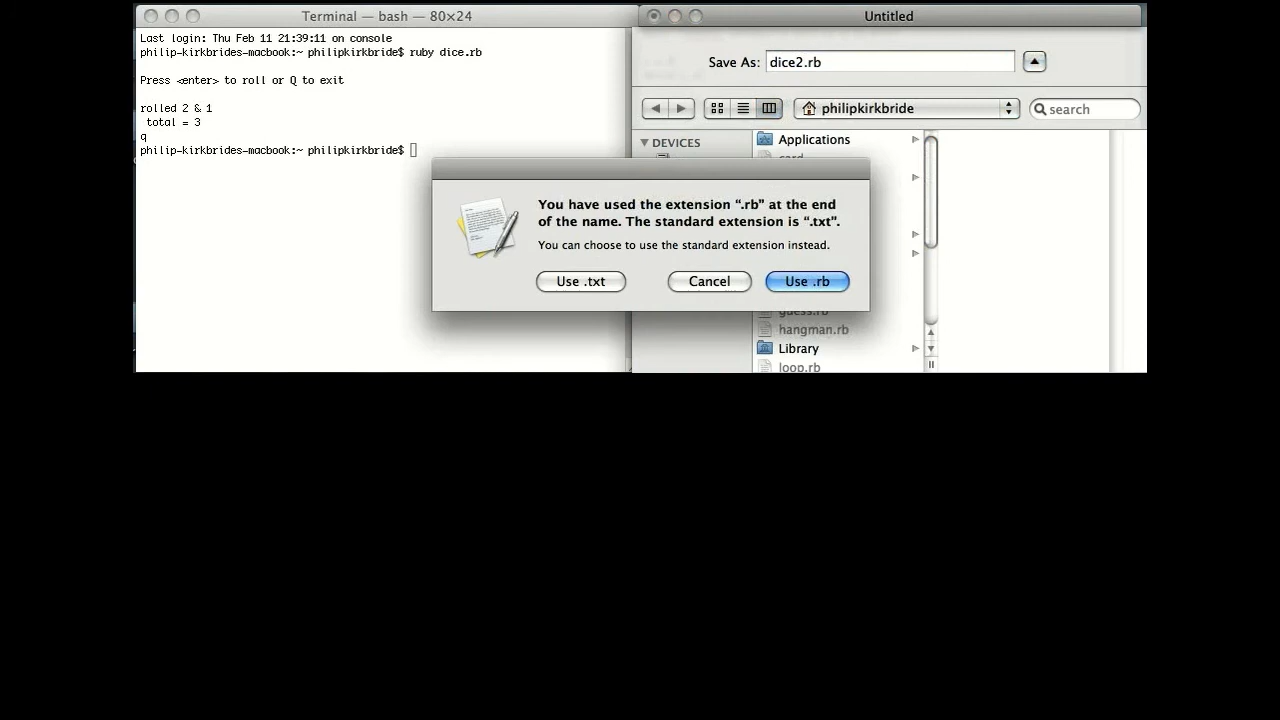 Terminal — bash — 80×24
Last login: Thu Feb 11 21:39:11 on console
philip-kirkbrides-macbook:~ philipkirkbride$ ruby dice.rb
Press <enter> to roll or Q to exit
rolled 2 & 1
total = 3
q
philip-kirkbrides-macbook:~ philipkirkbride$
Untitled
Save As: dice2.rb
philipkirkbride
search
DEVICES
Applications
card
You have used the extension “.rb” at the end
of the name. The standard extension is “.txt”.
You can choose to use the standard extension instead.
Use .txt Cancel Use .rb
guess.rb
hangman.rb
Library
loop.rb